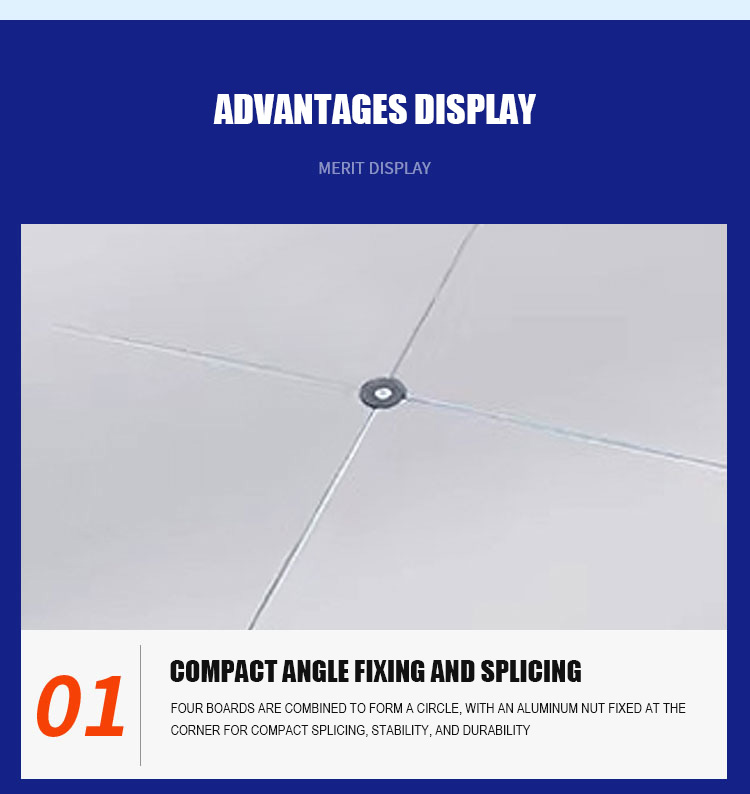 ADVANTAGES DISPLAY
MERIT DISPLAY
01
COMPACT ANGLE FIXING AND SPLICING
FOUR BOARDS ARE COMBINED TO FORM A CIRCLE, WITH AN ALUMINUM NUT FIXED AT THE
CORNER FOR COMPACT SPLICING, STABILITY, AND DURABILITY